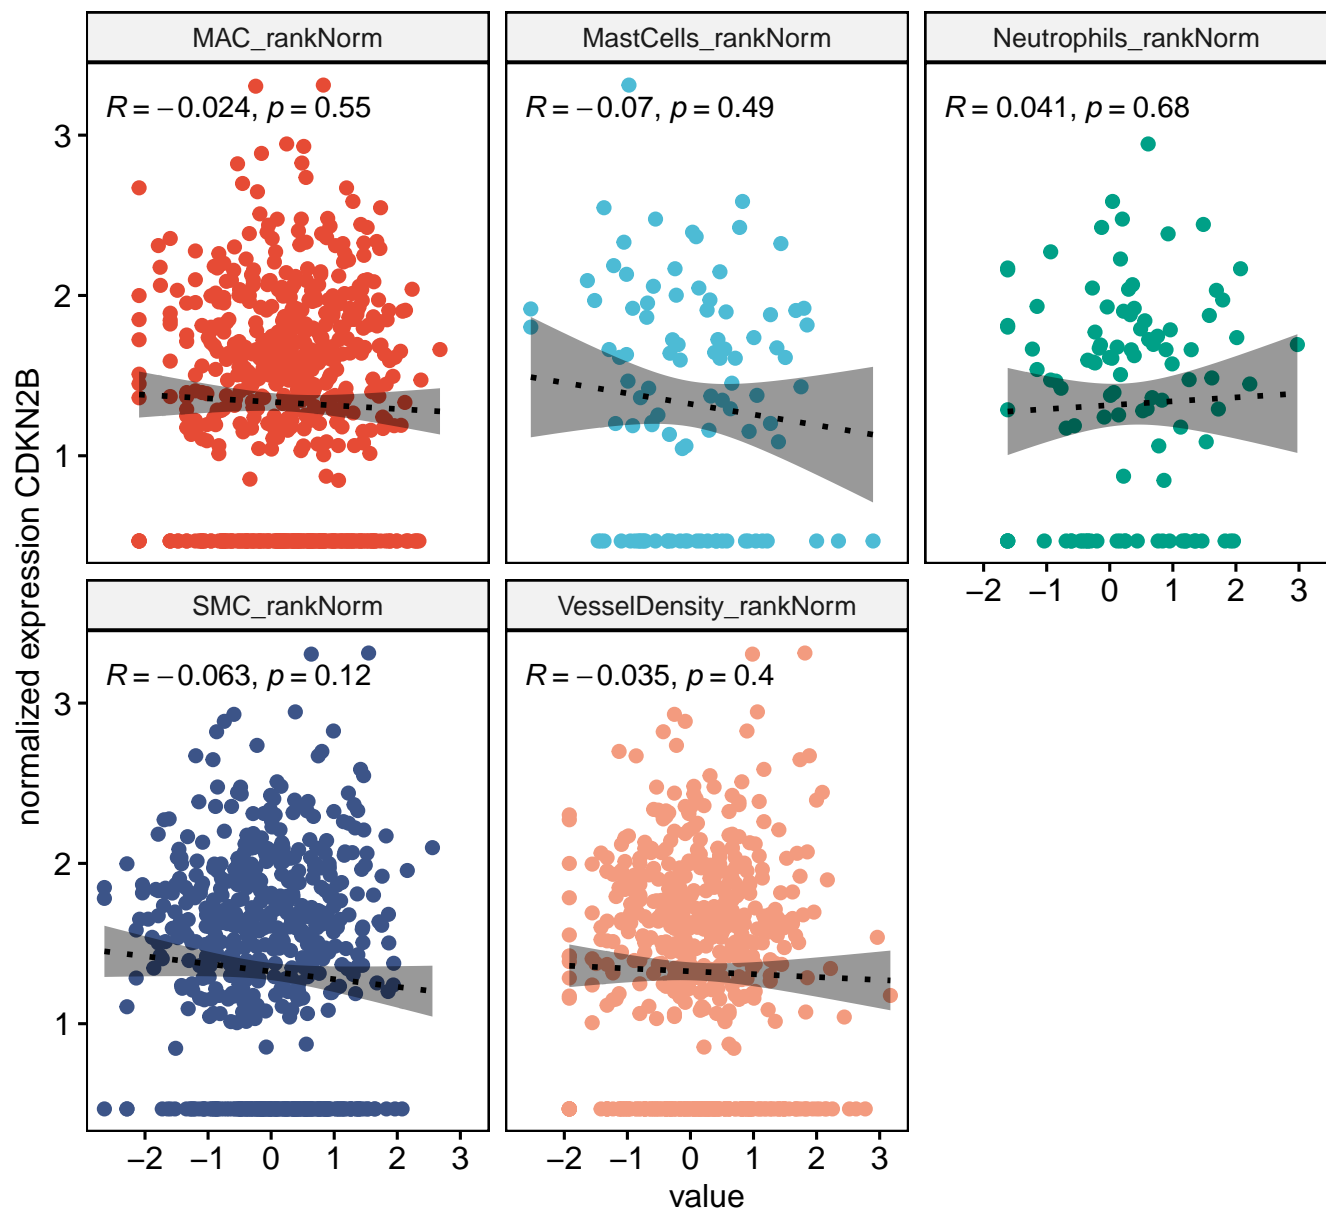 MAC_rankNorm
MastCells_rankNorm
Neutrophils_rankNorm
R = −0.024, p = 0.55
R = −0.07, p = 0.49
R = 0.041, p = 0.68
3
2
1
−2 −1 0 1 2 3
SMC_rankNorm
VesselDensity_rankNorm
R = −0.063, p = 0.12
R = −0.035, p = 0.4
3
2
1
−2 −1 0 1 2 3
−2 −1 0 1 2 3
value
normalized expression CDKN2B